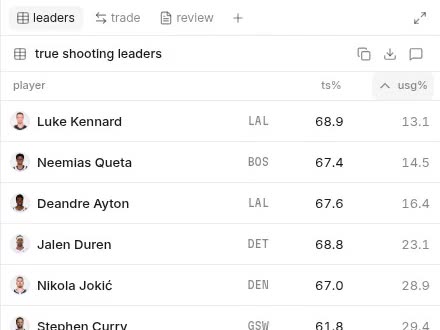 leaders trade review
true shooting leaders
player ts% usg%
Luke Kennard LAL 68.9 13.1
Neemias Queta BOS 67.4 14.5
Deandre Ayton LAL 67.6 16.4
Jalen Duren DET 68.8 23.1
Nikola Jokić DEN 67.0 28.9
Stephen Curry GSW 61.8 29.4